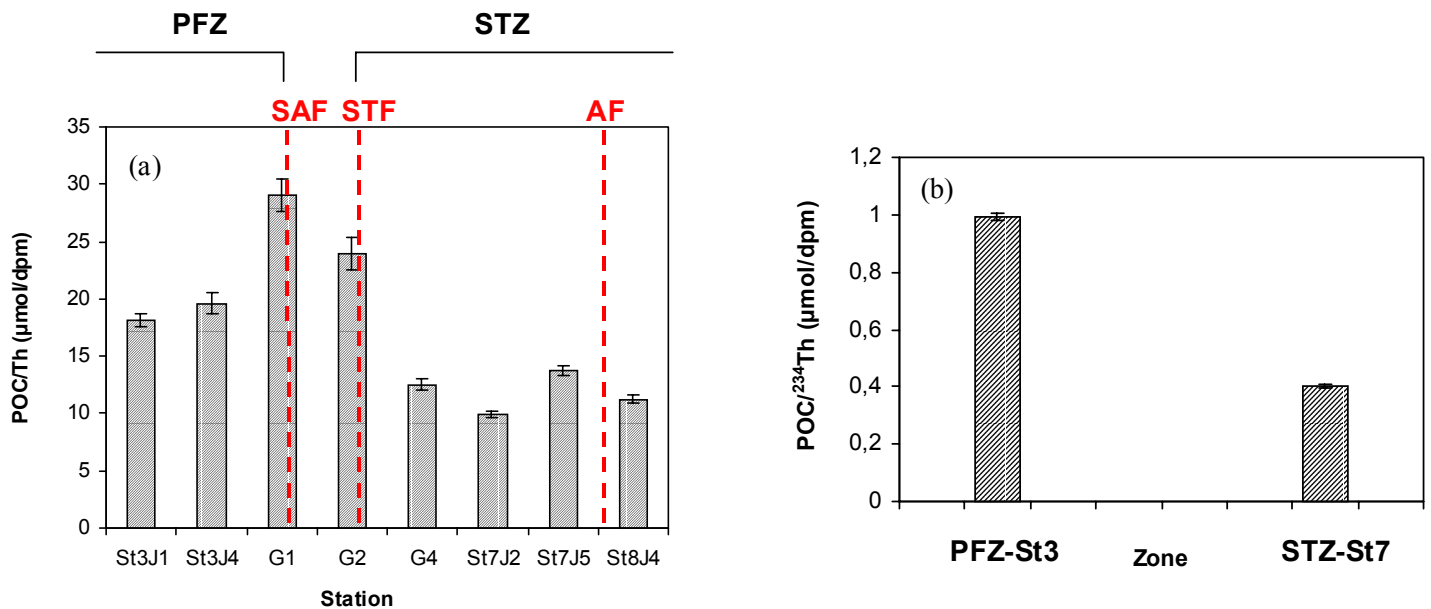 PFZ STZ
SAF STF AF
(a)
POC/Th (µmol/dpm)
35
30
25
20
15
10
5
0
St3J1 St3J4 G1 G2 G4 St7J2 St7J5 St8J4
Station
(b)
POC/²³⁴Th (µmol/dpm)
1,2
1
0,8
0,6
0,4
0,2
0
PFZ-St3 Zone STZ-St7